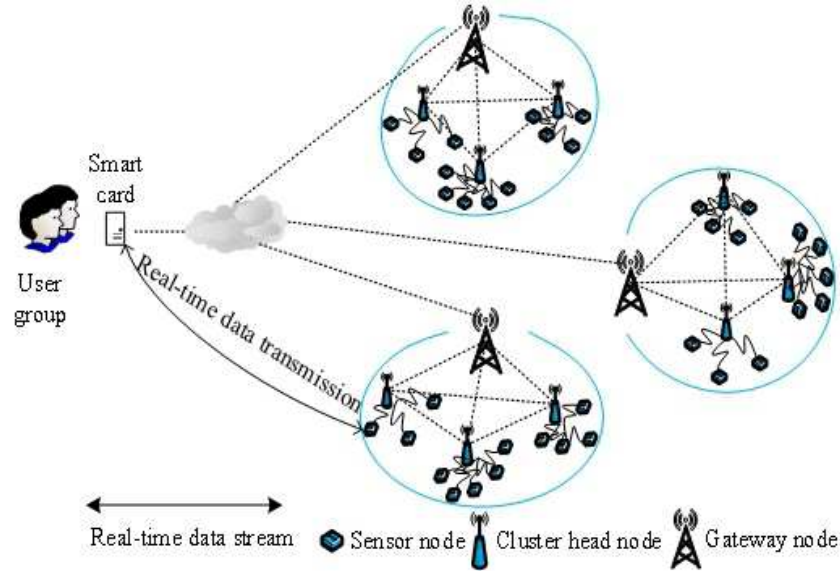 Smart
card
User
group
Real-time data transmission
Real-time data stream
Sensor node
Cluster head node
Gateway node